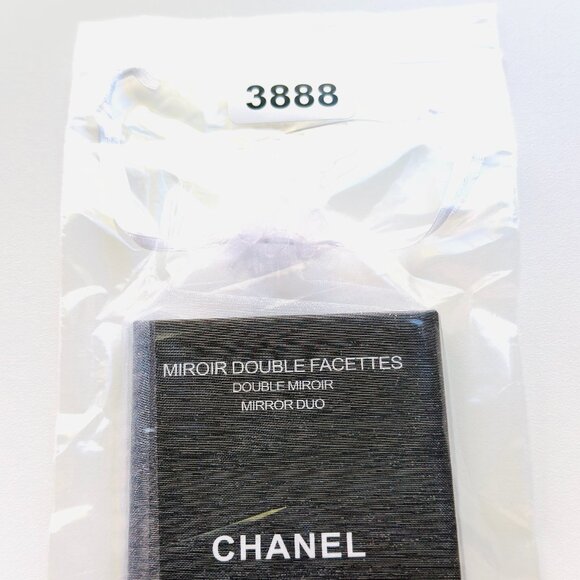 3888
MIROIR DOUBLE FACETTES
DOUBLE MIROIR
MIRROR DUO
CHANEL